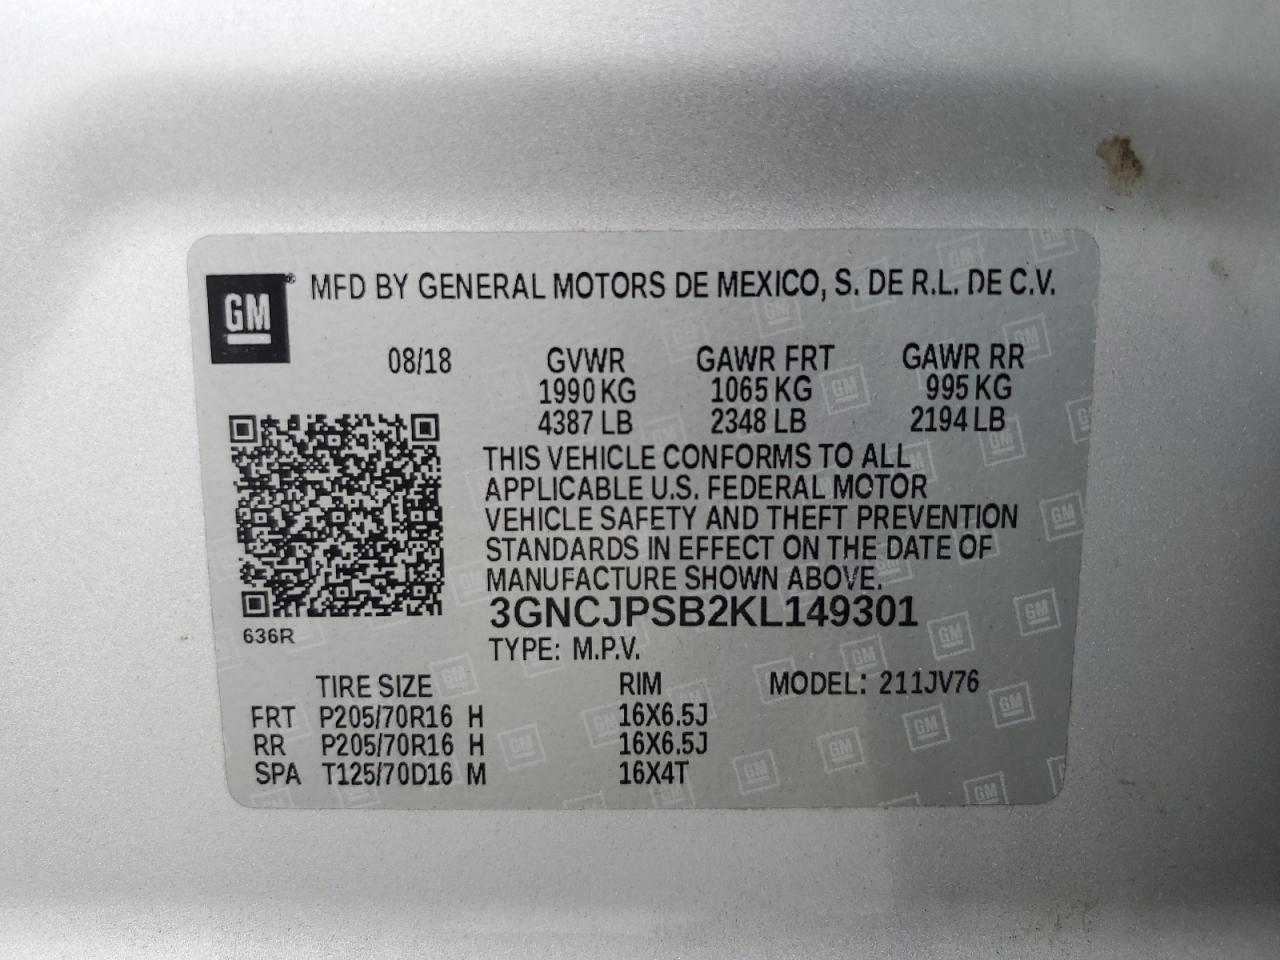 GM
MFD BY GENERAL MOTORS DE MEXICO, S. DE R.L. DE C.V.
08/18 GVWR GAWR FRT GAWR RR
1990 KG 1065 KG 995 KG
4387 LB 2348 LB 2194 LB
THIS VEHICLE CONFORMS TO ALL
APPLICABLE U.S. FEDERAL MOTOR
VEHICLE SAFETY AND THEFT PREVENTION
STANDARDS IN EFFECT ON THE DATE OF
MANUFACTURE SHOWN ABOVE.
3GNCJPSB2KL149301
636R
TYPE: M.P.V.
TIRE SIZE RIM MODEL: 211JV76
FRT P205/70R16 H 16X6.5J
RR P205/70R16 H 16X6.5J
SPA T125/70D16 M 16X4T